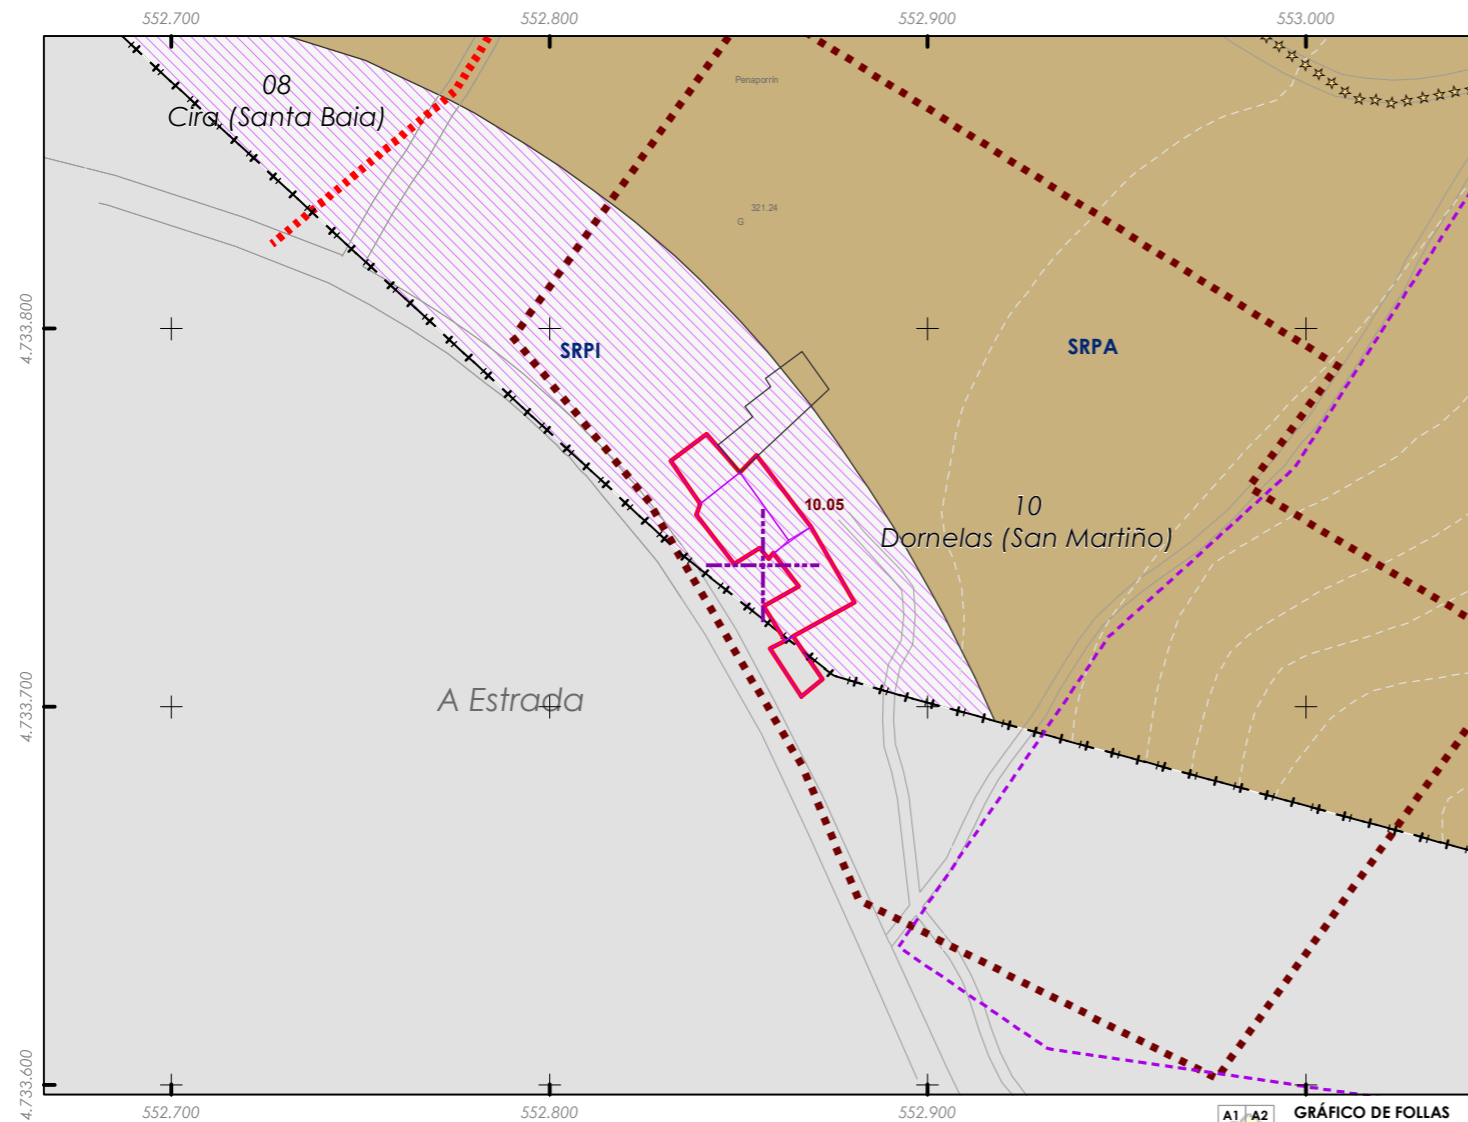 552.700
552.800
552.900
553.000
08
Cira (Santa Baia)
Penaporrín
321.24
G
4.733.800
SRPI
SRPA
10.05
10
Dornelas (San Martiño)
4.733.700
A Estrada
4.733.600
552.700
552.800
552.900
A1 A2
GRÁFICO DE FOLLAS